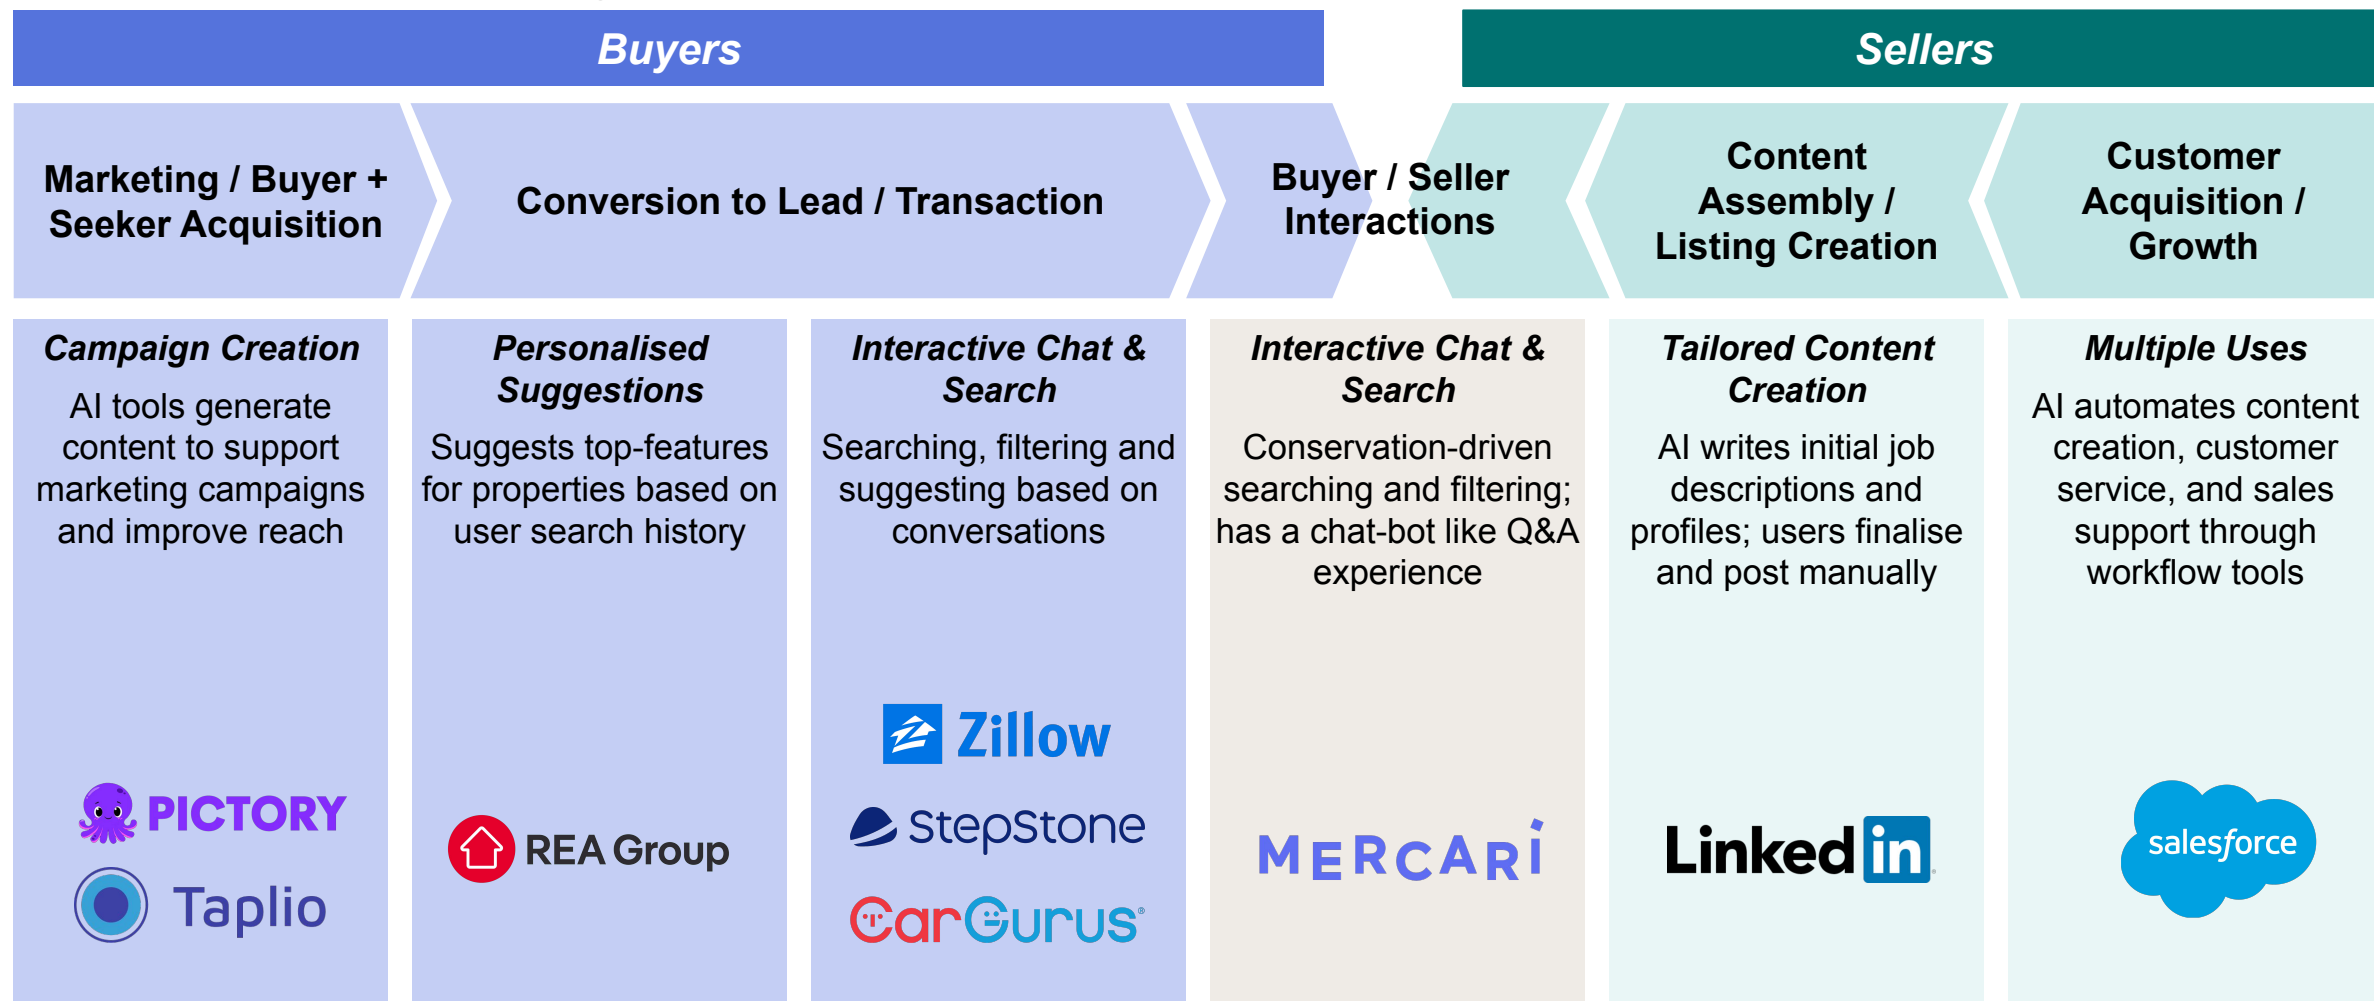 Buyers
Sellers
Marketing / Buyer +
Seeker Acquisition
Conversion to Lead / Transaction
Buyer / Seller
Interactions
Content
Assembly /
Listing Creation
Customer
Acquisition /
Growth
Campaign Creation
AI tools generate
content to support
marketing campaigns
and improve reach
PICTORY
Taplio
Personalised
Suggestions
Suggests top-features
for properties based on
user search history
REA Group
Interactive Chat &
Search
Searching, filtering and
suggesting based on
conversations
Zillow
StepStone
CarGurus®
Interactive Chat &
Search
Conservation-driven
searching and filtering;
has a chat-bot like Q&A
experience
MERCARI
Tailored Content
Creation
AI writes initial job
descriptions and
profiles; users finalise
and post manually
Linked in
Multiple Uses
AI automates content
creation, customer
service, and sales
support through
workflow tools
salesforce